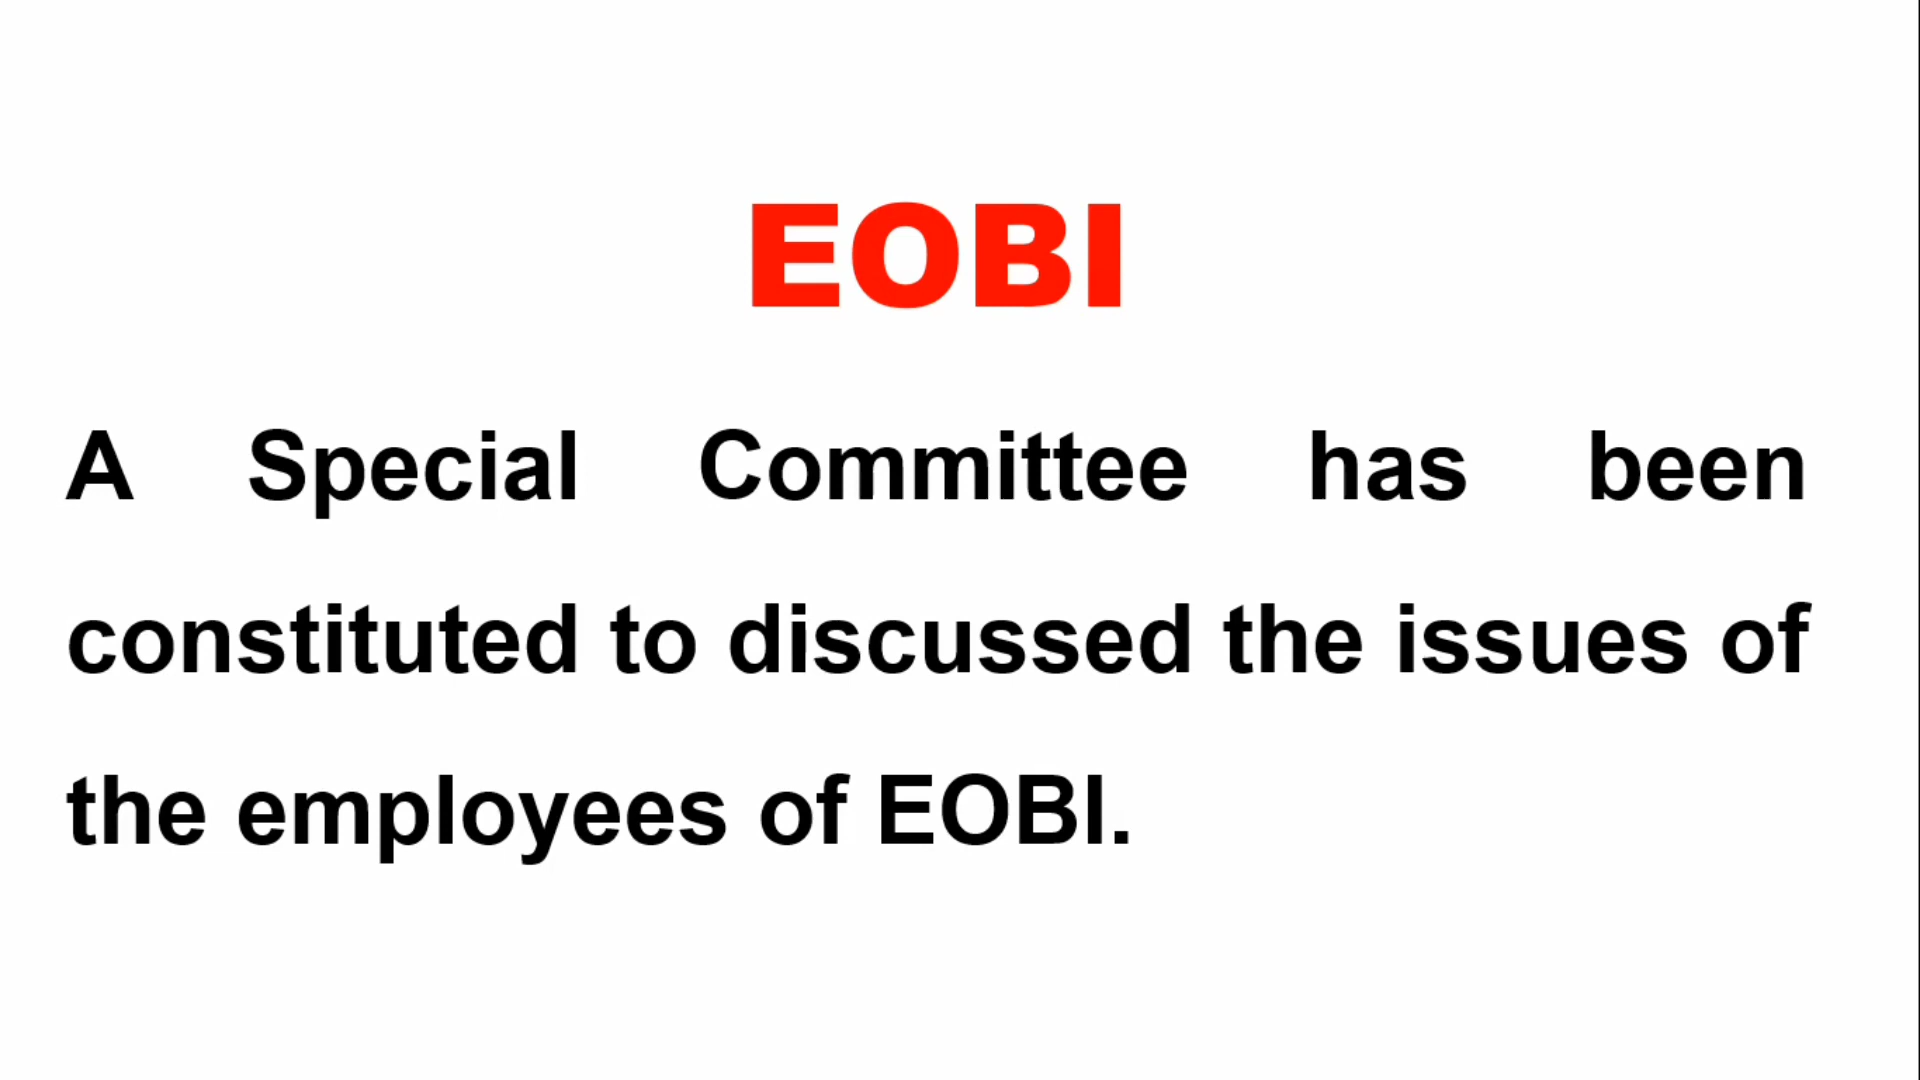 EOBI
A Special Committee has been
constituted to discussed the issues of
the employees of EOBI.